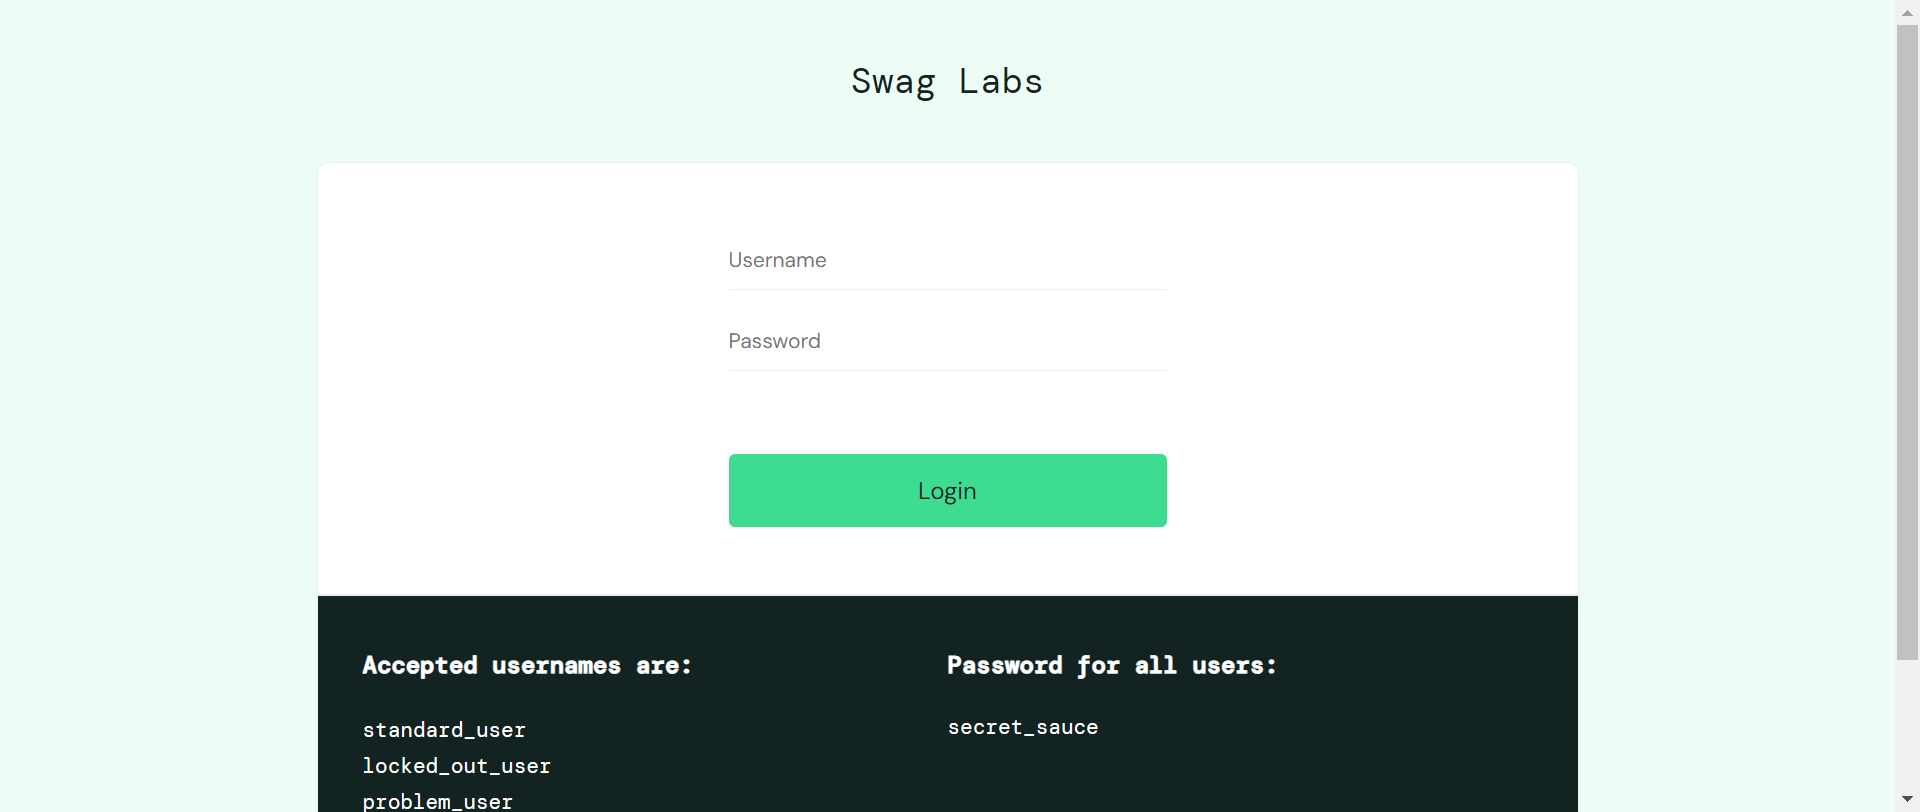 Swag Labs
Username
Password
Login
Accepted usernames are:
standard_user
locked_out_user
problem_user
Password for all users:
secret_sauce